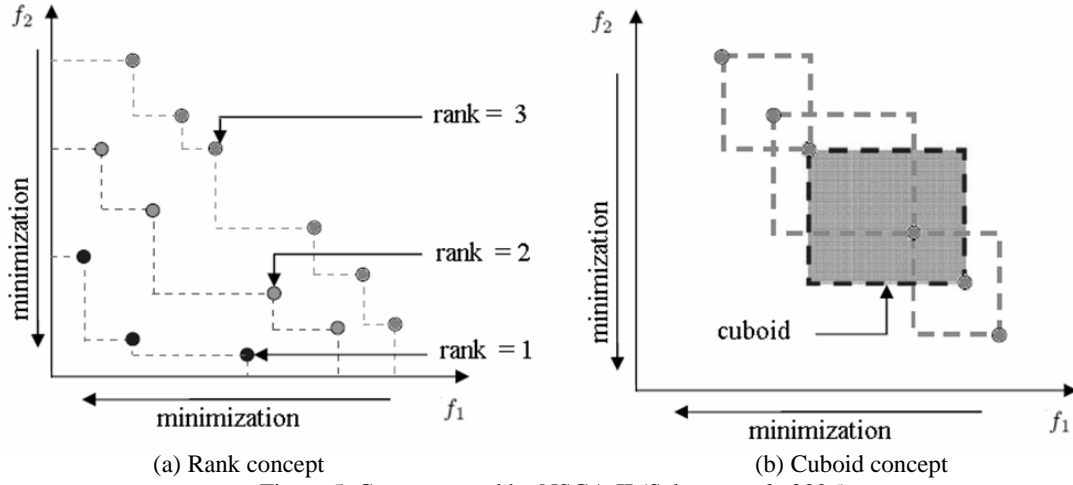 f₂
minimization
rank = 3
rank = 2
rank = 1
minimization
f₁
(a) Rank concept
f₂
minimization
cuboid
minimization
f₁
(b) Cuboid concept